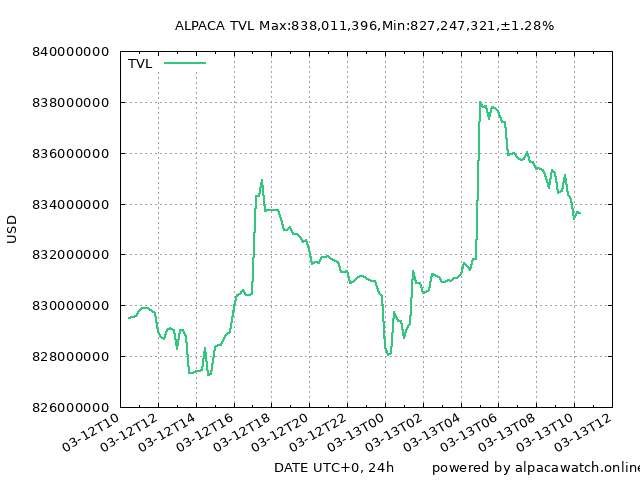 ALPACA TVL Max:838,011,396,Min:827,247,321,±1.28%
TVL
840000000
838000000
836000000
834000000
832000000
830000000
828000000
826000000
USD
03-12T10
03-12T12
03-12T14
03-12T16
03-12T18
03-12T20
03-12T22
03-13T00
03-13T02
03-13T04
03-13T06
03-13T08
03-13T10
03-13T12
DATE UTC+0, 24h
powered by alpacawatch.online